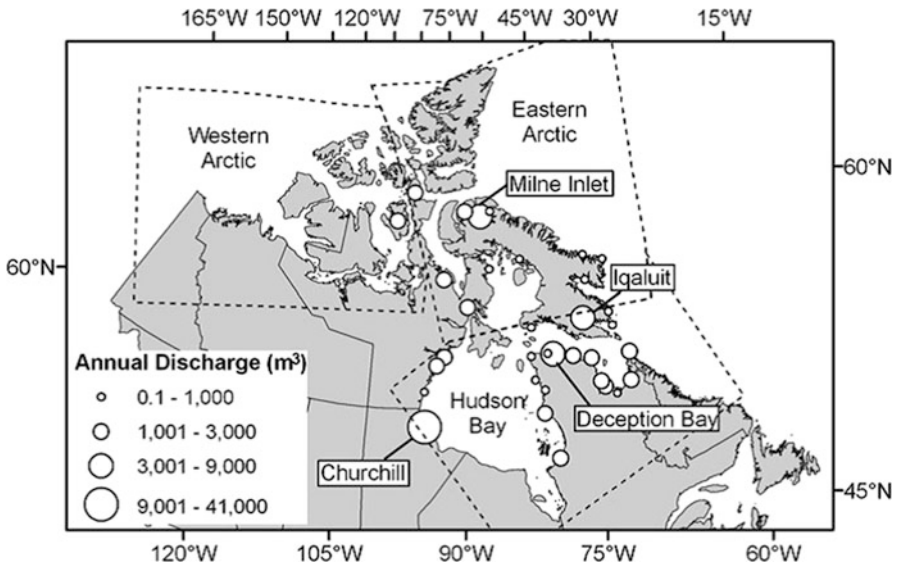 165°W 150°W 120°W 75°W 45°W 30°W 15°W
Western
Arctic
Eastern
Arctic
Milne Inlet
60°N
60°N
Iqaluit
Annual Discharge (m³)
0.1 - 1,000
1,001 - 3,000
3,001 - 9,000
9,001 - 41,000
Hudson
Bay
Deception Bay
Churchill
45°N
120°W 105°W 90°W 75°W 60°W